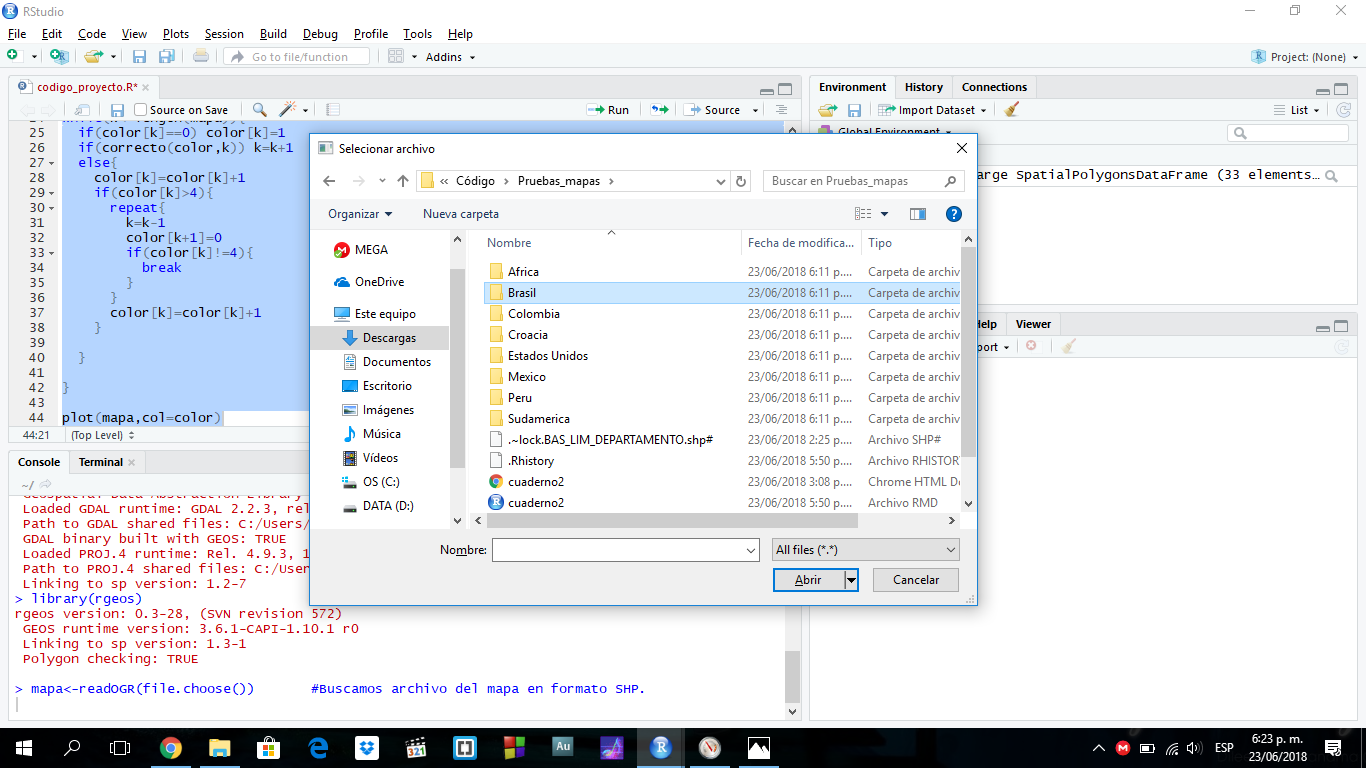 RStudio
File Edit Code View Plots Session Build Debug Profile Tools Help
Go to file/function Addins Project: (None)
codigo_proyecto.R*
Source on Save Run Source
25 if(color[k]==0) color[k]=1
26 if(correcto(color,k)) k=k+1
27 else{
28 color[k]=color[k]+1
29 if(color[k]>4){
30 repeat{
31 k=k-1
32 color[k+1]=0
33 if(color[k]!=4){
34 break
35 }
36 }
37 color[k]=color[k]+1
38 }
39
40 }
41
42 }
43
44 plot(mapa,col=color)
44:21 (Top Level)
Console Terminal
~/
Geospatial Data Abstraction Library
Loaded GDAL runtime: GDAL 2.2.3, rel
Path to GDAL shared files: C:/Users/
GDAL binary built with GEOS: TRUE
Loaded PROJ.4 runtime: Rel. 4.9.3, 1
Path to PROJ.4 shared files: C:/User
Linking to sp version: 1.2-7
> library(rgeos)
rgeos version: 0.3-28, (SVN revision 572)
GEOS runtime version: 3.6.1-CAPI-1.10.1 r0
Linking to sp version: 1.3-1
Polygon checking: TRUE
> mapa<-readOGR(file.choose()) #Buscamos archivo del mapa en formato SHP.
Selecionar archivo
« Código > Pruebas_mapas >
Buscar en Pruebas_mapas
Organizar Nueva carpeta
MEGA
OneDrive
Este equipo
Descargas
Documentos
Escritorio
Imágenes
Música
Vídeos
OS (C:)
DATA (D:)
Nombre Fecha de modifica... Tipo
Africa 23/06/2018 6:11 p.... Carpeta de archiv
Brasil 23/06/2018 6:11 p.... Carpeta de archiv
Colombia 23/06/2018 6:11 p.... Carpeta de archiv
Croacia 23/06/2018 6:11 p.... Carpeta de archiv
Estados Unidos 23/06/2018 6:11 p.... Carpeta de archiv
Mexico 23/06/2018 6:11 p.... Carpeta de archiv
Peru 23/06/2018 6:11 p.... Carpeta de archiv
Sudamerica 23/06/2018 6:11 p.... Carpeta de archiv
.~lock.BAS_LIM_DEPARTAMENTO.shp# 23/06/2018 2:25 p.... Archivo SHP#
.Rhistory 23/06/2018 5:50 p.... Archivo RHISTORY
cuaderno2 23/06/2018 3:08 p.... Chrome HTML Do
cuaderno2 23/06/2018 5:50 p.... Archivo RMD
Nombre: All files (*.*)
Abrir Cancelar
Environment History Connections
Import Dataset List
Global Environment
arge SpatialPolygonsDataFrame (33 elements...
elp Viewer
port
321
Au
ESP
6:23 p. m.
23/06/2018